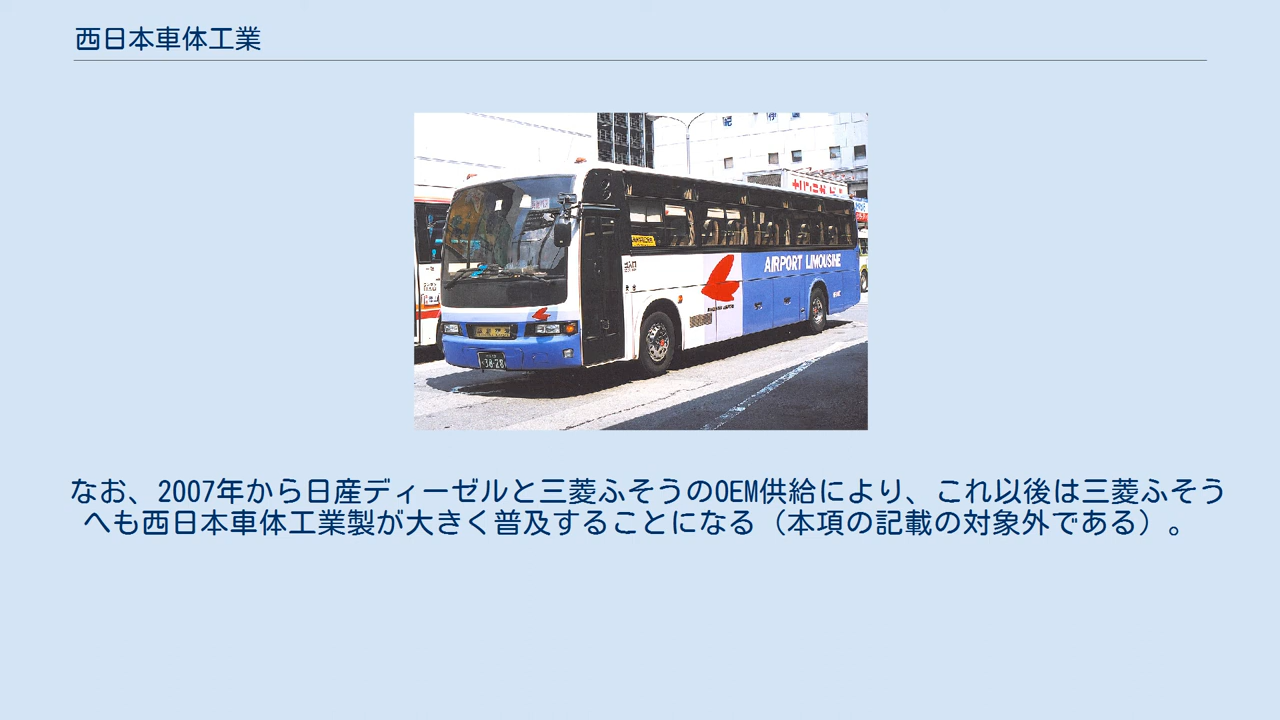 西日本車体工業
AIRPORT LIMOUSINE
38-28
なお、2007年から日産ディーゼルと三菱ふそうのOEM供給により、これ以後は三菱ふそう
へも西日本車体工業製が大きく普及することになる（本項の記載の対象外である）。